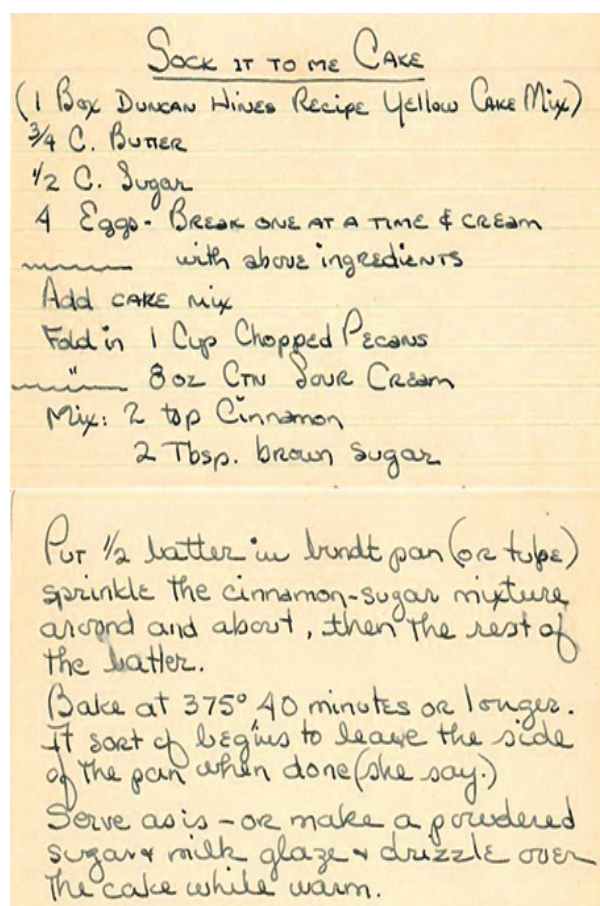 Sock it to me Cake
(1 Box Duncan Hines Recipe Yellow Cake Mix)
3/4 C. Butter
1/2 C. Sugar
4 Eggs - Break one at a time & cream
with above ingredients
Add cake mix
Fold in 1 Cup Chopped Pecans
" 8 oz Ctn Sour Cream
Mix: 2 tsp Cinnamon
2 Tbsp. brown sugar
Put 1/2 batter in bundt pan (or tube)
sprinkle the cinnamon-sugar mixture
around and about, then the rest of
the batter.
Bake at 375° 40 minutes or longer.
It sort of begins to leave the side
of the pan when done (she say.)
Serve as is - or make a powdered
sugar & milk glaze & drizzle over
the cake while warm.